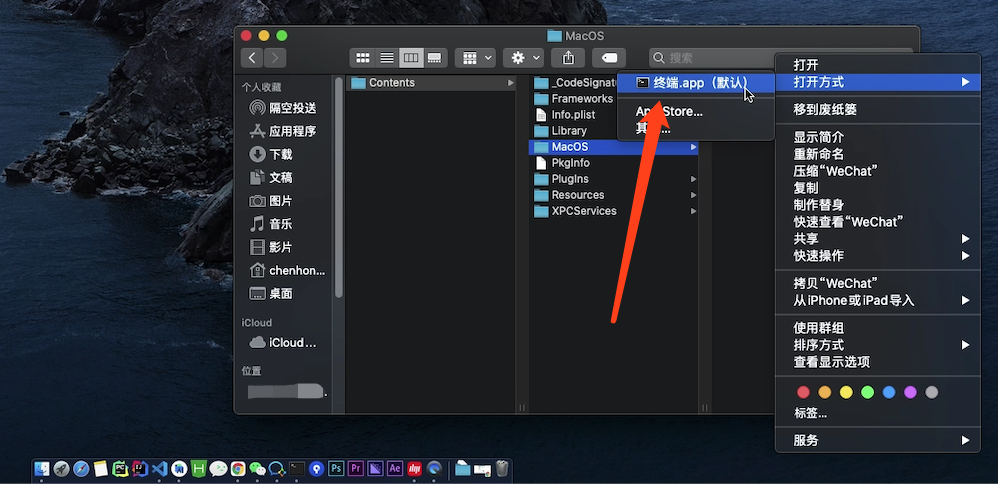 MacOS
搜索
个人收藏
隔空投送
应用程序
下载
文稿
图片
音乐
影片
chenhon...
桌面
iCloud
iCloud...
位置
Contents
_CodeSignatu
Frameworks
Info.plist
Library
MacOS
PkgInfo
PlugIns
Resources
XPCServices
终端.app（默认）
App Store...
打开
打开方式
移到废纸篓
显示简介
重新命名
压缩“WeChat”
复制
制作替身
快速查看“WeChat”
共享
快速操作
拷贝“WeChat”
从iPhone或iPad导入
使用群组
排序方式
查看显示选项
标签...
服务
PC
IJ
H
Ps
Pr
Ae